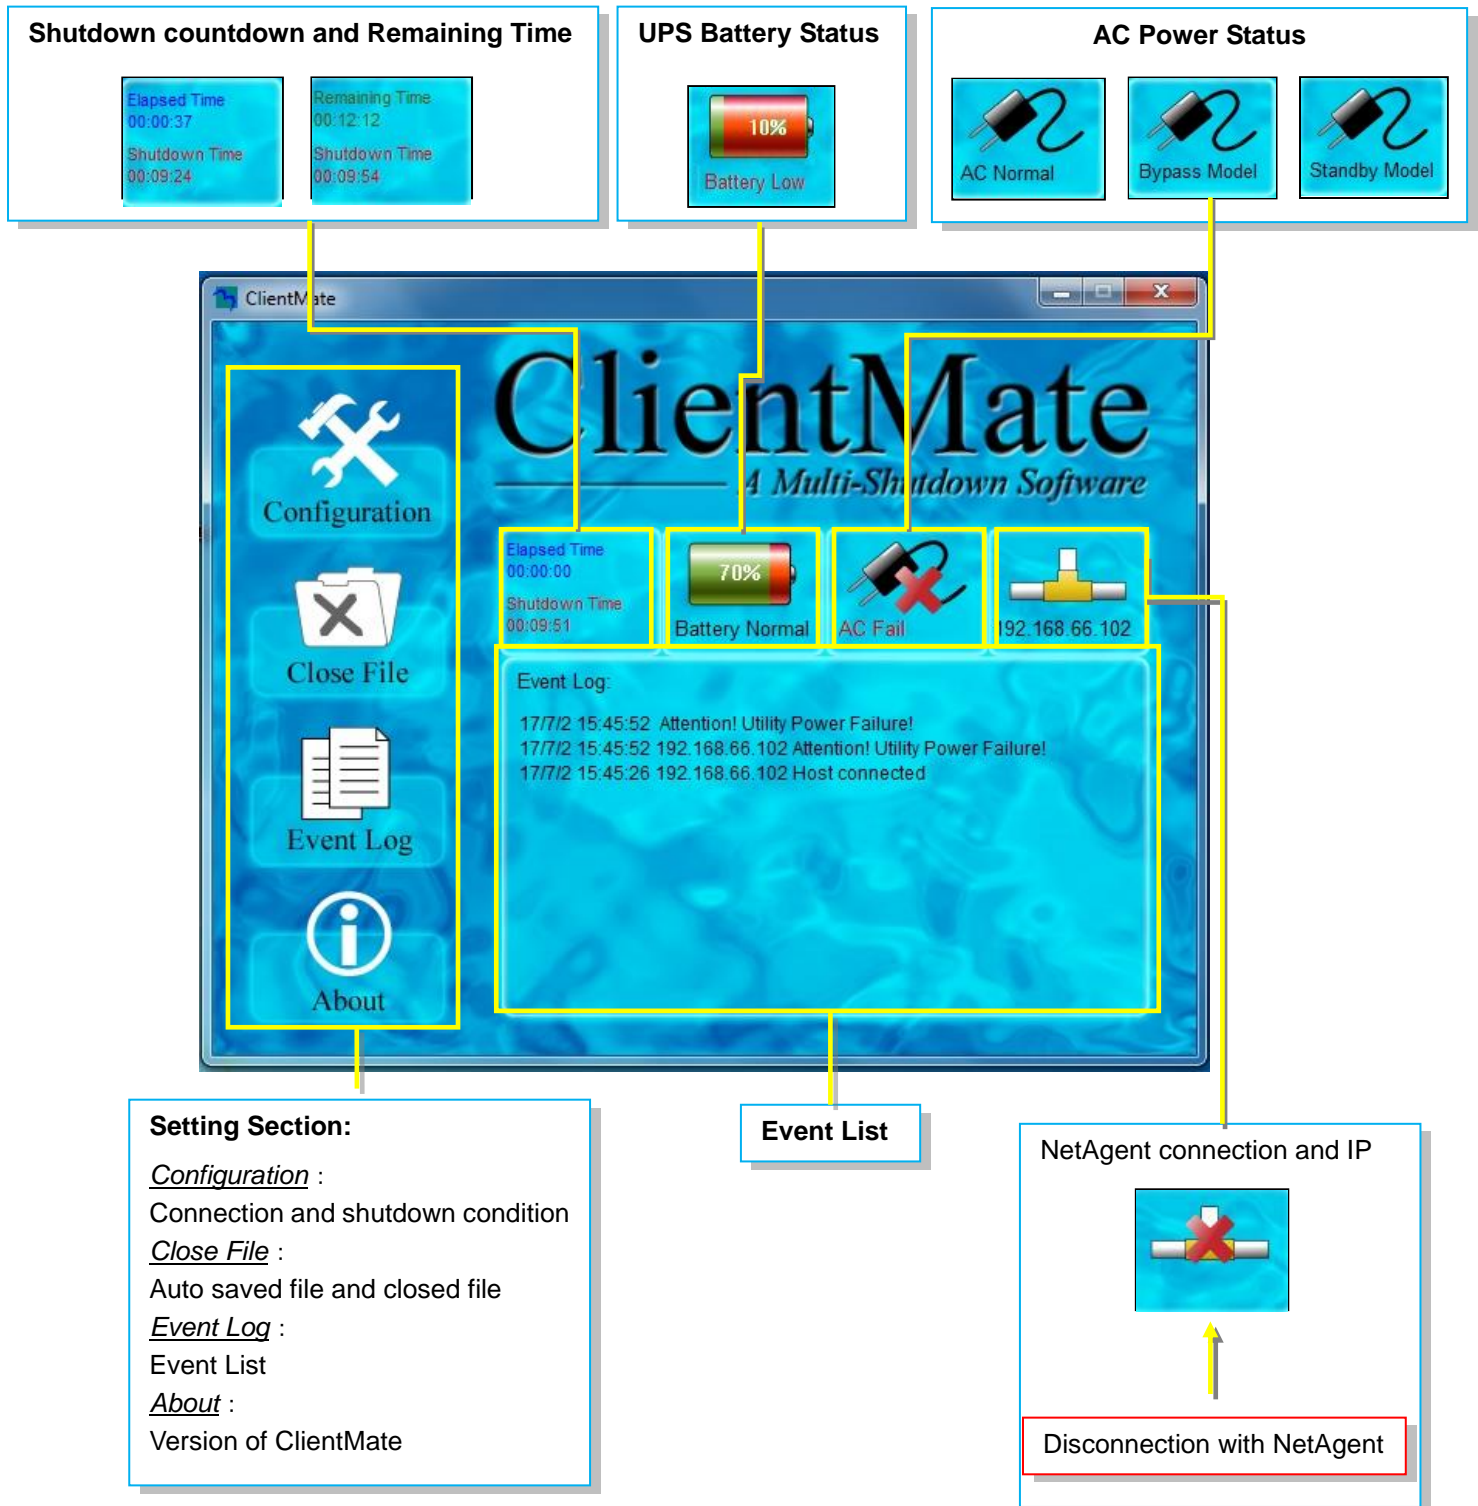 Shutdown countdown and Remaining Time
Elapsed Time
00:00:37
Shutdown Time
00:09:24
Remaining Time
00:12:12
Shutdown Time
00:09:54
UPS Battery Status
10%
Battery Low
AC Power Status
AC Normal
Bypass Model
Standby Model
ClientMate
ClientMate
A Multi-Shutdown Software
Configuration
Close File
Event Log
About
Elapsed Time
00:00:00
Shutdown Time
00:09:51
70%
Battery Normal
AC Fail
192.168.66.102
Event Log:
17/7/2 15:45:52 Attention! Utility Power Failure!
17/7/2 15:45:52 192.168.66.102 Attention! Utility Power Failure!
17/7/2 15:45:26 192.168.66.102 Host connected
Setting Section:
Configuration :
Connection and shutdown condition
Close File :
Auto saved file and closed file
Event Log :
Event List
About :
Version of ClientMate
Event List
NetAgent connection and IP
Disconnection with NetAgent